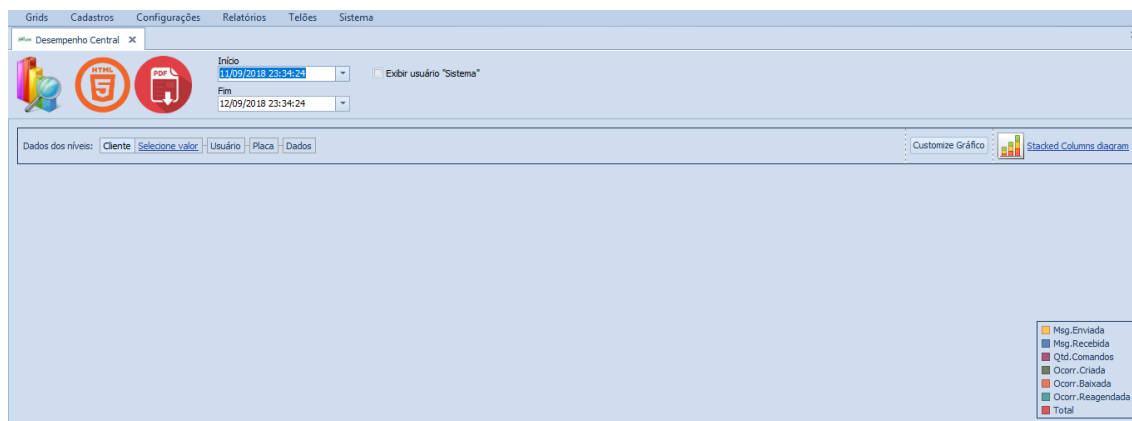 Grids Cadastros Configurações Relatórios Telões Sistema
Desempenho Central
HTML
5
PDF
Início
11/09/2018 23:34:24
Exibir usuário "Sistema"
Fim
12/09/2018 23:34:24
Dados dos níveis: Cliente Selecione valor Usuário Placa Dados Customize Gráfico Stacked Columns diagram
Msg.Enviada
Msg.Recebida
Qtd.Comandos
Ocorr.Criada
Ocorr.Baixada
Ocorr.Reagendada
Total